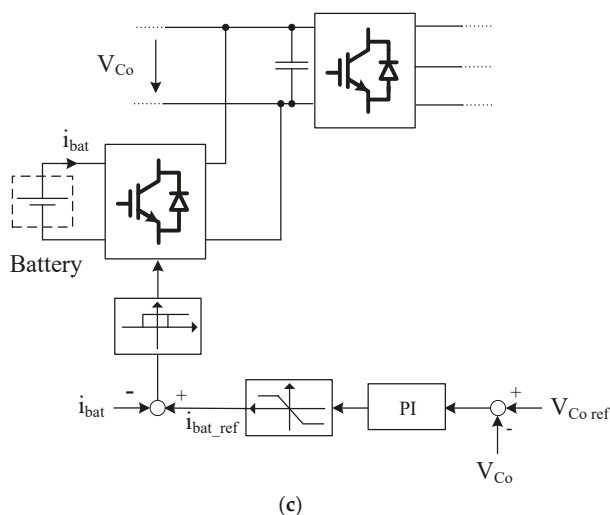 V_Co
i_bat
Battery
-
+
i_bat
i_bat_ref
PI
+
V_Co ref
-
V_Co
(c)